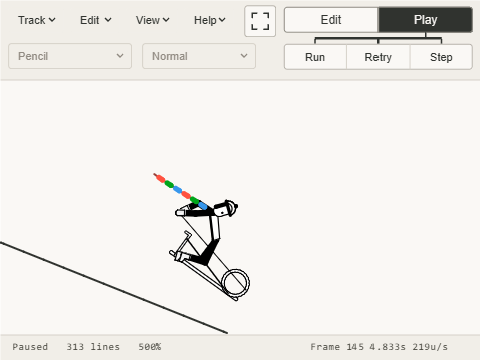 Track Edit View Help Edit Play
Pencil Normal Run Retry Step
Paused 313 lines 500% Frame 145 4.833s 219u/s